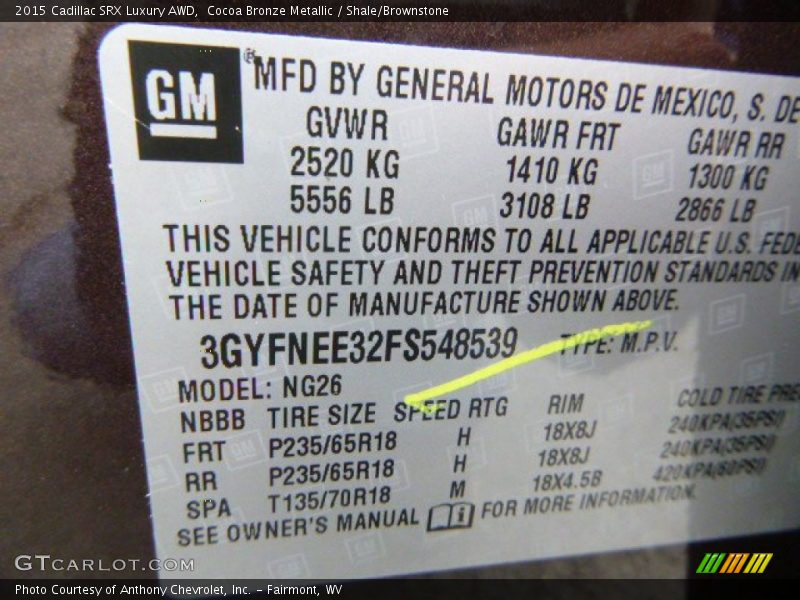 2015 Cadillac SRX Luxury AWD, Cocoa Bronze Metallic / Shale/Brownstone
GM ® MFD BY GENERAL MOTORS DE MEXICO, S. DE
GVWR GAWR FRT GAWR RR
2520 KG 1410 KG 1300 KG
5556 LB 3108 LB 2866 LB
THIS VEHICLE CONFORMS TO ALL APPLICABLE U.S. FEDE
VEHICLE SAFETY AND THEFT PREVENTION STANDARDS IN
THE DATE OF MANUFACTURE SHOWN ABOVE.
3GYFNEE32FS548539 TYPE: M.P.V.
MODEL: NG26
NBBB TIRE SIZE SPEED RTG RIM COLD TIRE PRE
FRT P235/65R18 H 18X8J 240KPA(35PSI)
RR P235/65R18 H 18X8J 240KPA(35PSI)
SPA T135/70R18 M 18X4.5B 420KPA(60PSI)
SEE OWNER'S MANUAL FOR MORE INFORMATION.
GTCARLOT.COM
Photo Courtesy of Anthony Chevrolet, Inc. – Fairmont, WV